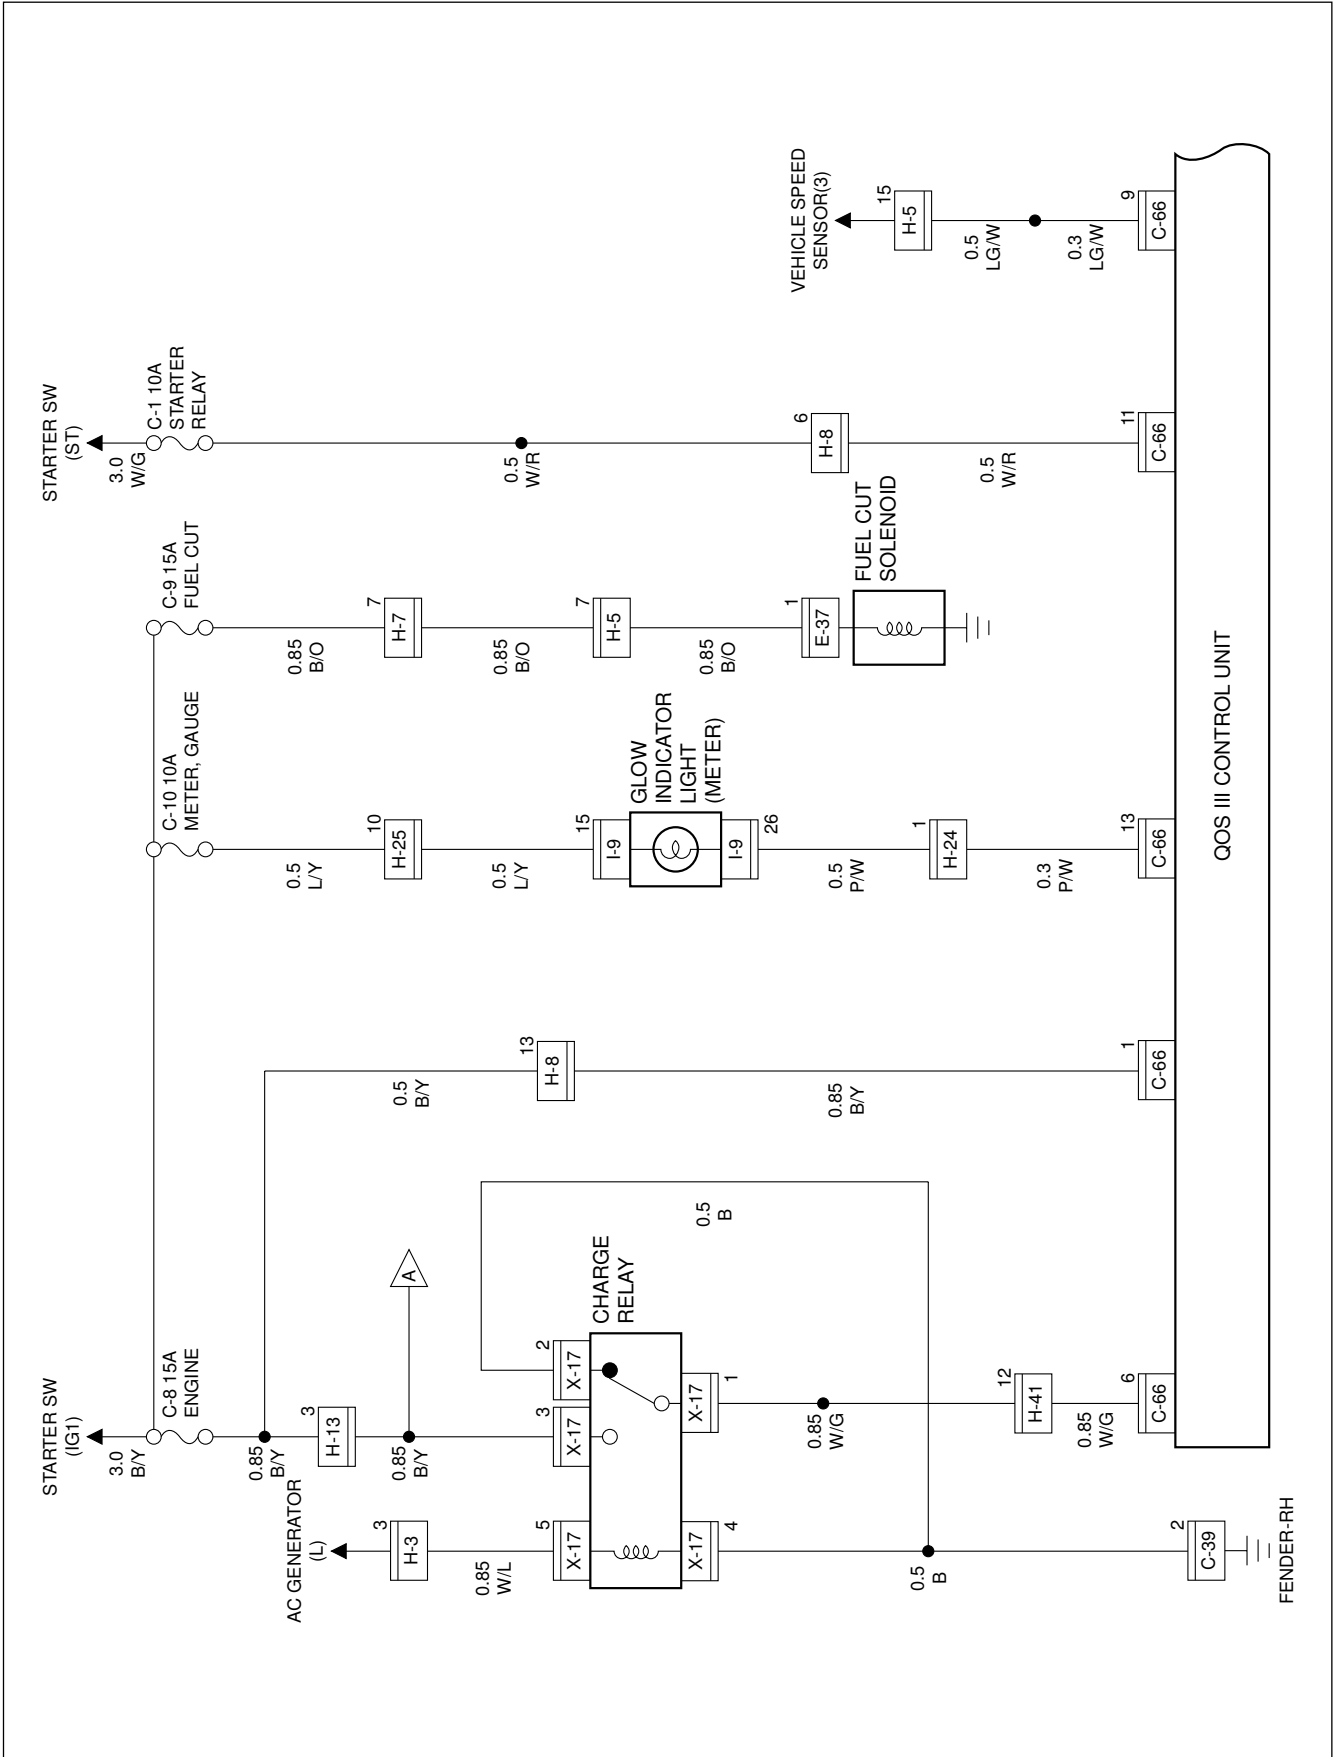 STARTER SW
(IG1)
3.0
B/Y
C-8 15A
ENGINE
0.85
B/Y
3
H-13
0.85
B/Y
A
AC GENERATOR
(L)
3
H-3
0.85
W/L
5
X-17
3
X-17
2
X-17
CHARGE
RELAY
X-17
4
X-17
1
0.5
B
0.5
B
2
C-39
FENDER-RH
0.85
W/G
12
H-41
0.85
W/G
6
C-66
0.5
B/Y
13
H-8
0.85
B/Y
1
C-66
C-10 10A
METER, GAUGE
0.5
L/Y
10
H-25
0.5
L/Y
15
I-9
GLOW
INDICATOR
LIGHT
(METER)
I-9
26
0.5
P/W
1
H-24
0.3
P/W
13
C-66
C-9 15A
FUEL CUT
0.85
B/O
7
H-7
0.85
B/O
7
H-5
0.85
B/O
1
E-37
FUEL CUT
SOLENOID
STARTER SW
(ST)
3.0
W/G
C-1 10A
STARTER
RELAY
0.5
W/R
6
H-8
0.5
W/R
11
C-66
VEHICLE SPEED
SENSOR(3)
15
H-5
0.5
LG/W
0.3
LG/W
9
C-66
QOS III CONTROL UNIT